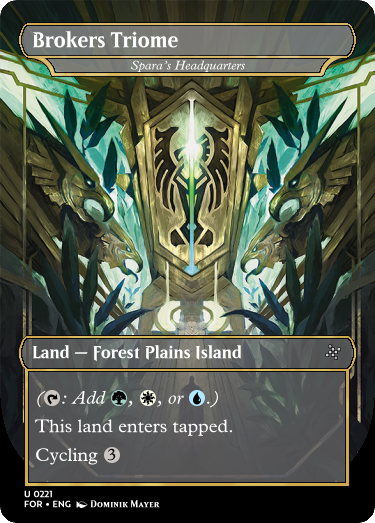 Brokers Triome
Spara's Headquarters
Land — Forest Plains Island
(: Add , , or .)
This land enters tapped.
Cycling 3
U 0221
FOR • ENG Dominik Mayer